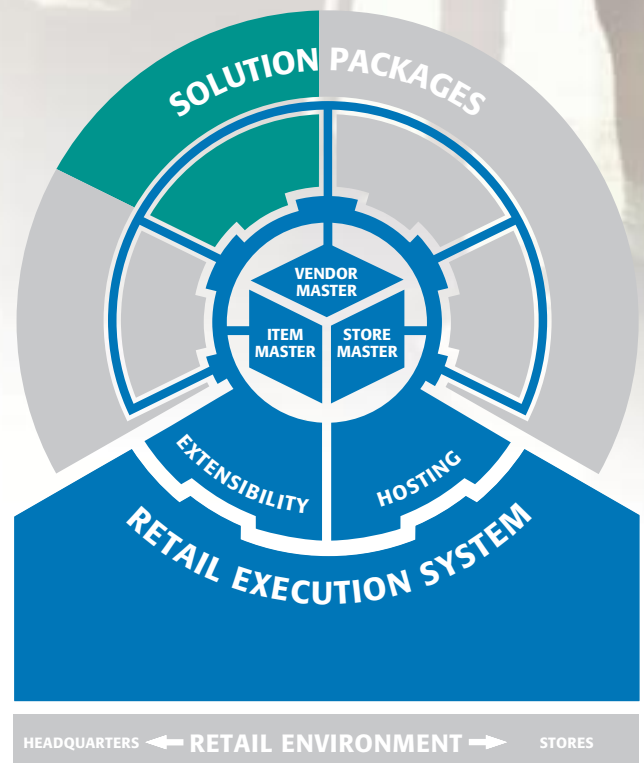 SOLUTION PACKAGES
VENDOR
MASTER
ITEM
MASTER
STORE
MASTER
EXTENSIBILITY
HOSTING
RETAIL EXECUTION SYSTEM
HEADQUARTERS RETAIL ENVIRONMENT STORES